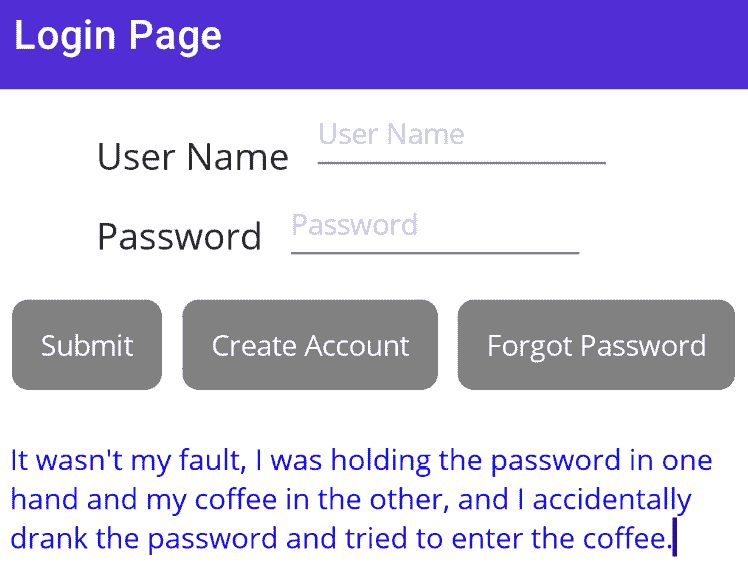 Login Page
User Name User Name
Password Password
Submit Create Account Forgot Password
It wasn't my fault, I was holding the password in one
hand and my coffee in the other, and I accidentally
drank the password and tried to enter the coffee.